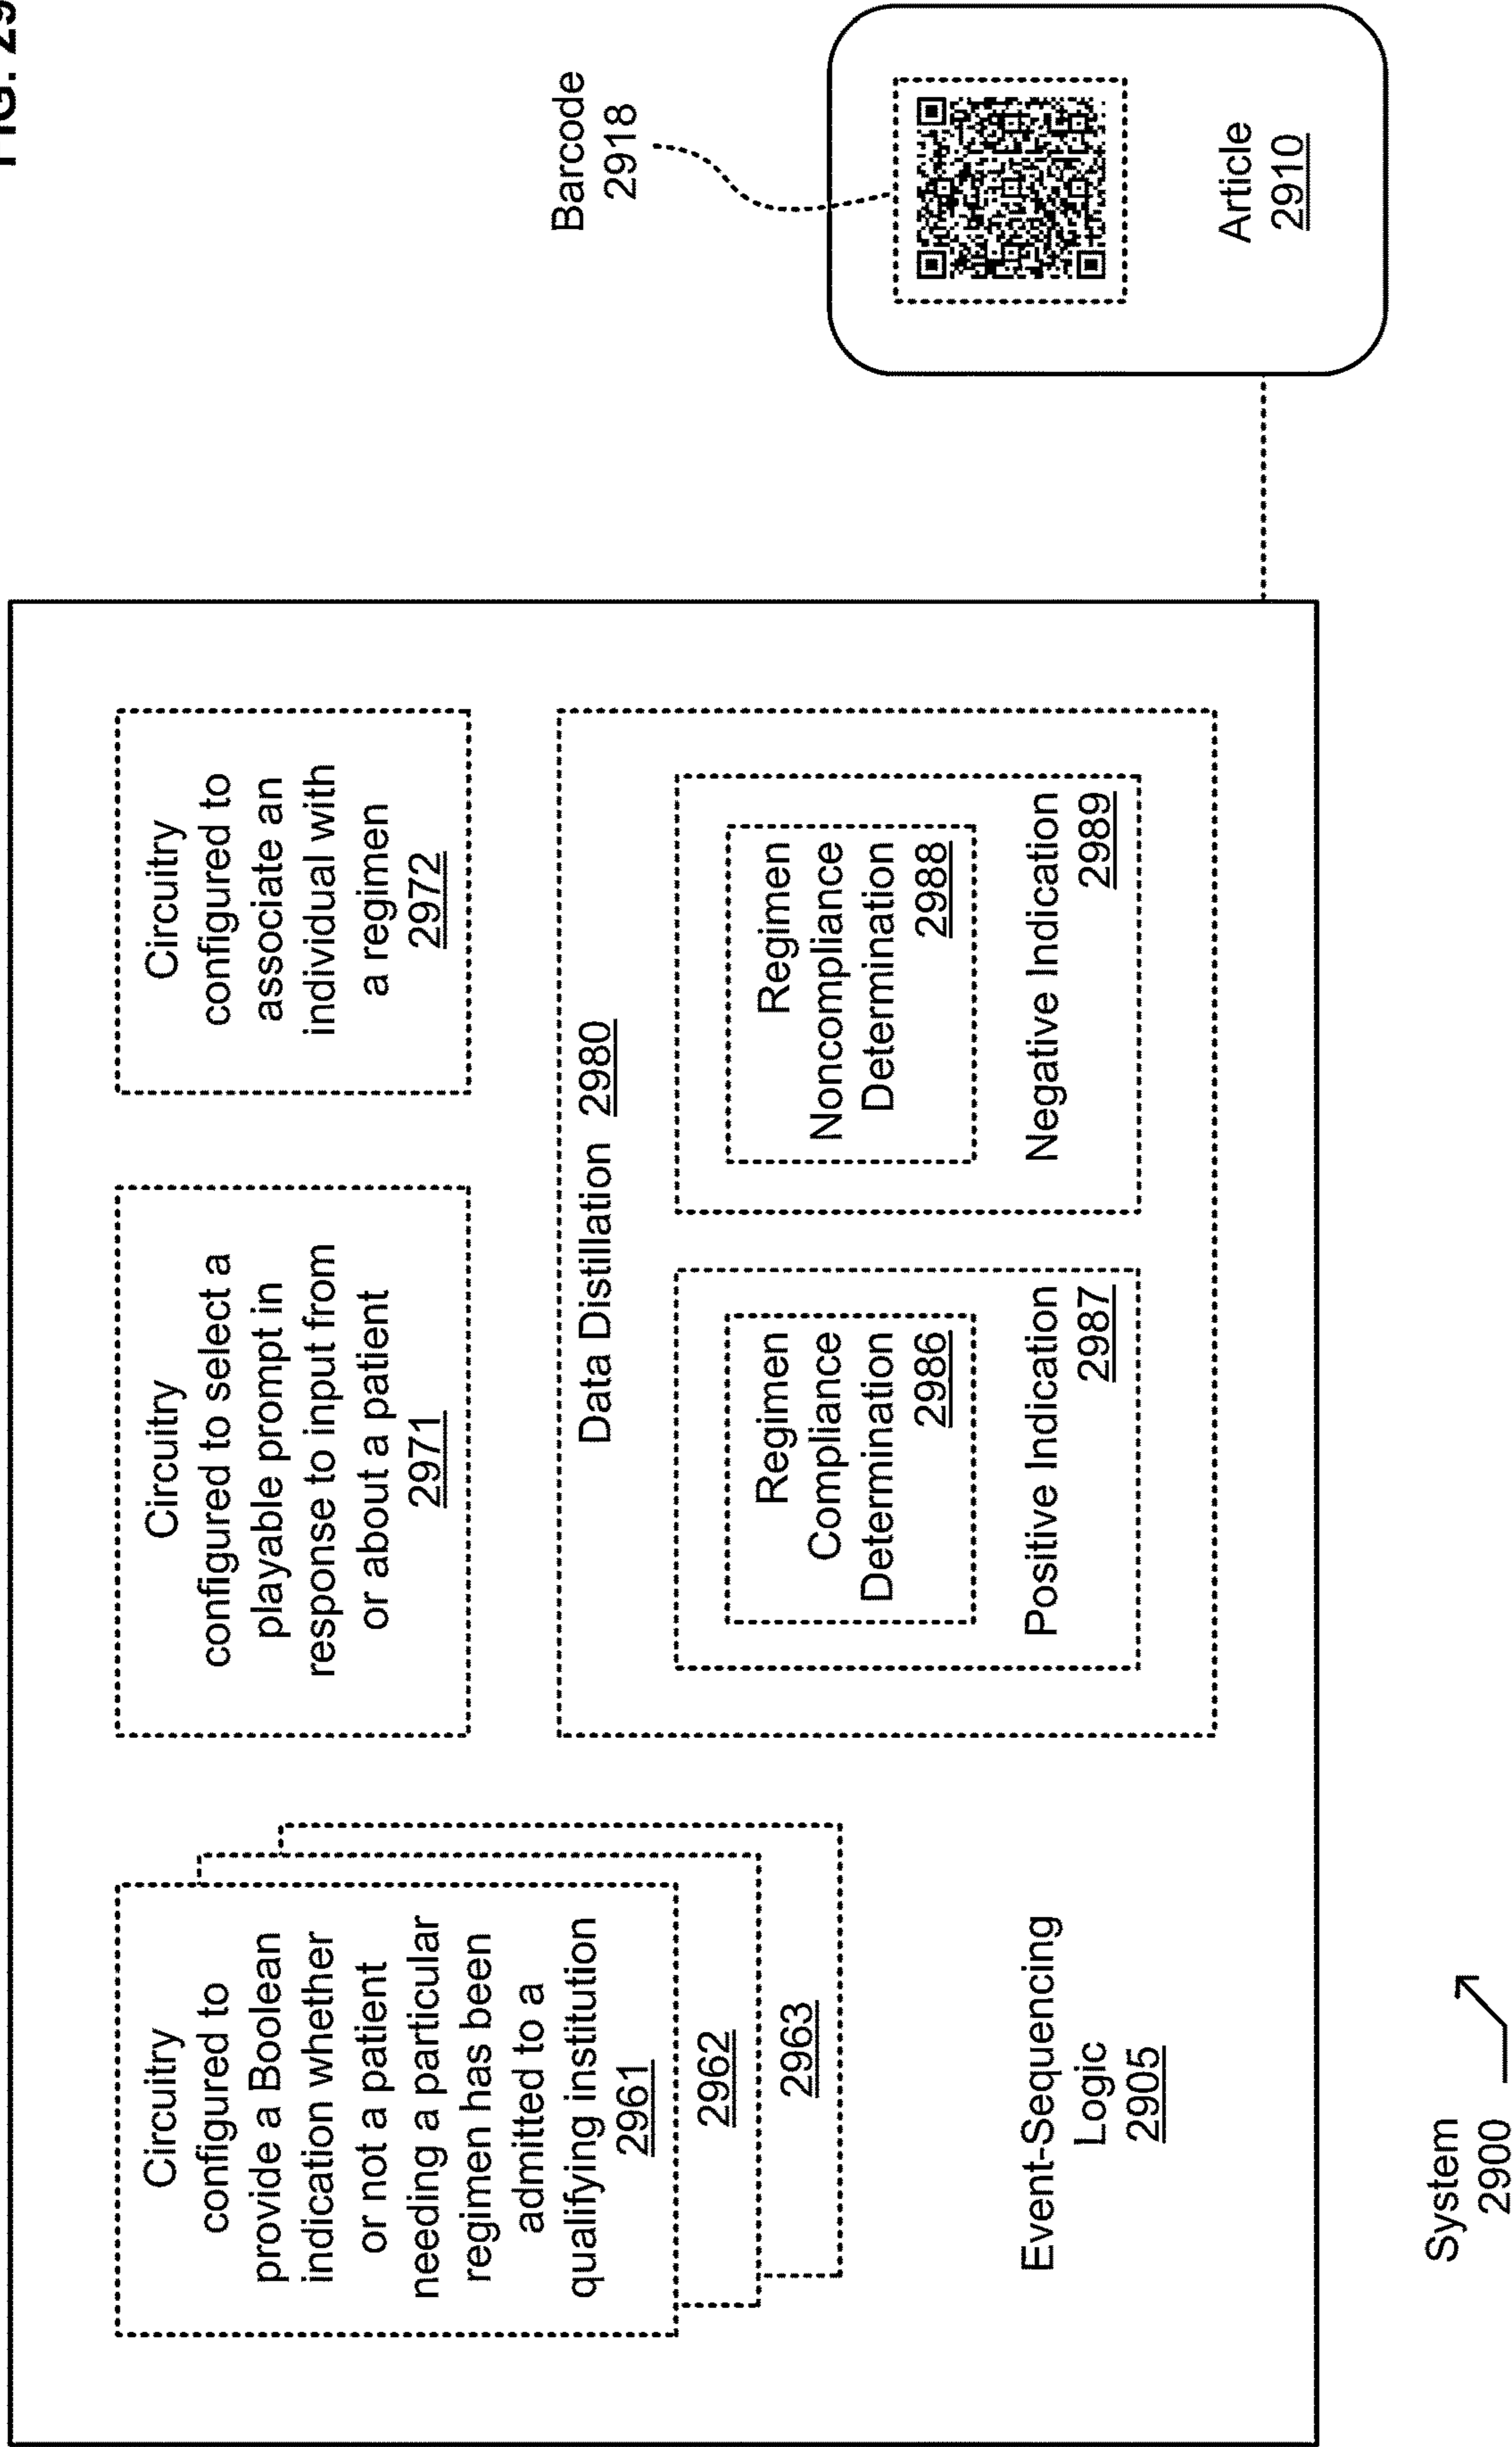 FIG. 29
Circuitry
configured to
provide a Boolean
indication whether
or not a patient
needing a particular
regimen has been
admitted to a
qualifying institution
2961
2962
2963
Event-Sequencing
Logic
2905
Circuitry
configured to select a
playable prompt in
response to input from
or about a patient
2971
Circuitry
configured to
associate an
individual with
a regimen
2972
Data Distillation 2980
Regimen
Compliance
Determination
2986
Positive Indication
2987
Regimen
Noncompliance
Determination
2988
Negative Indication
2989
Barcode
2918
Article
2910
System
2900